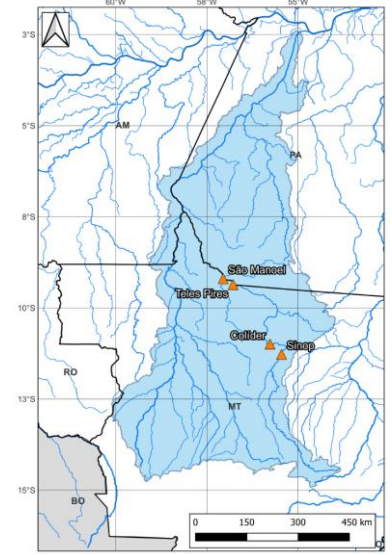 60°W 58°W 55°W
3°S
AM
5°S
PA
8°S
São Manoel
Teles Pires
10°S
Colíder
Sinop
RO
MT
13°S
15°S
BO
0 150 300 450 km